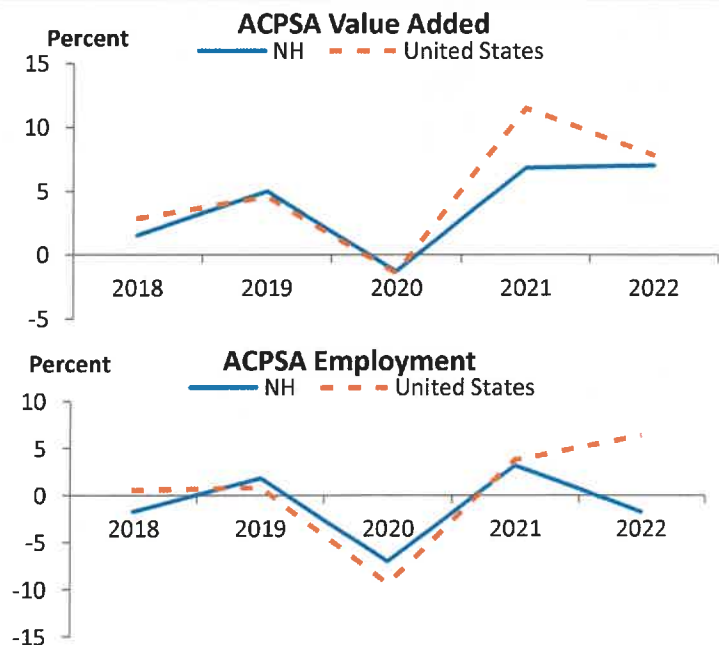 ACPSA Value Added
Percent
NH United States
15
10
5
0
-5
2018 2019 2020 2021 2022
ACPSA Employment
Percent
NH United States
10
5
0
-5
-10
-15
2018 2019 2020 2021 2022